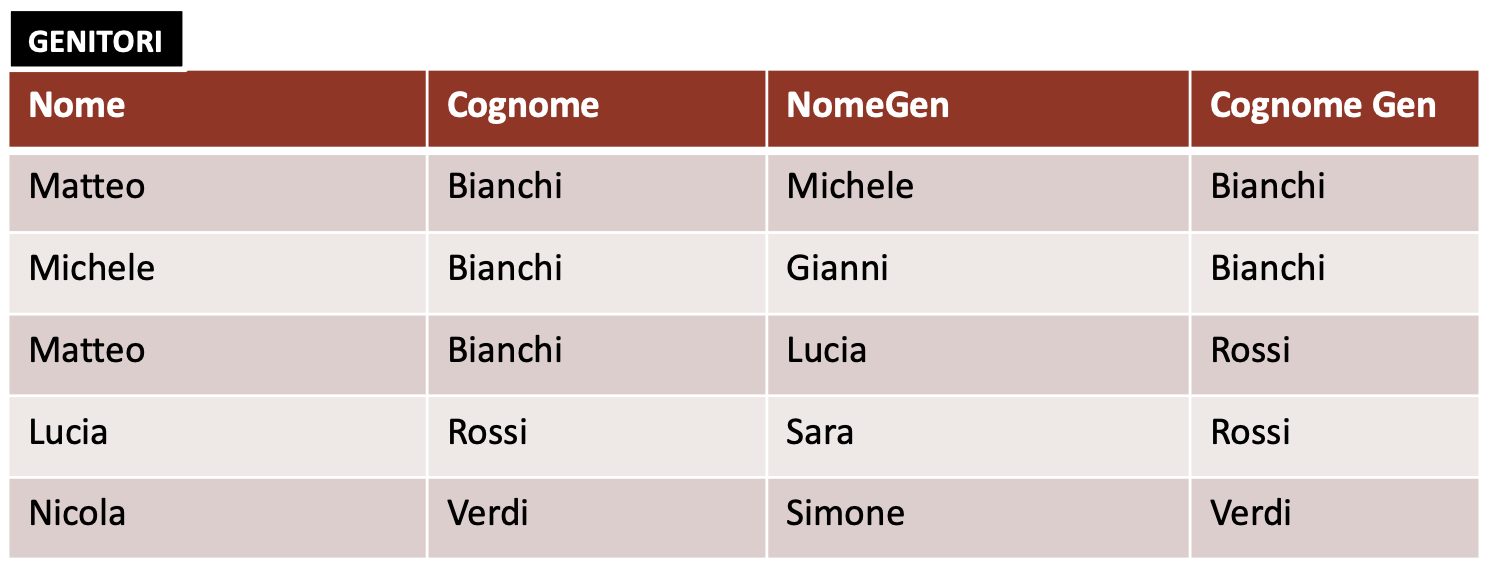 GENITORI
Nome Cognome NomeGen Cognome Gen
Matteo Bianchi Michele Bianchi
Michele Bianchi Gianni Bianchi
Matteo Bianchi Lucia Rossi
Lucia Rossi Sara Rossi
Nicola Verdi Simone Verdi